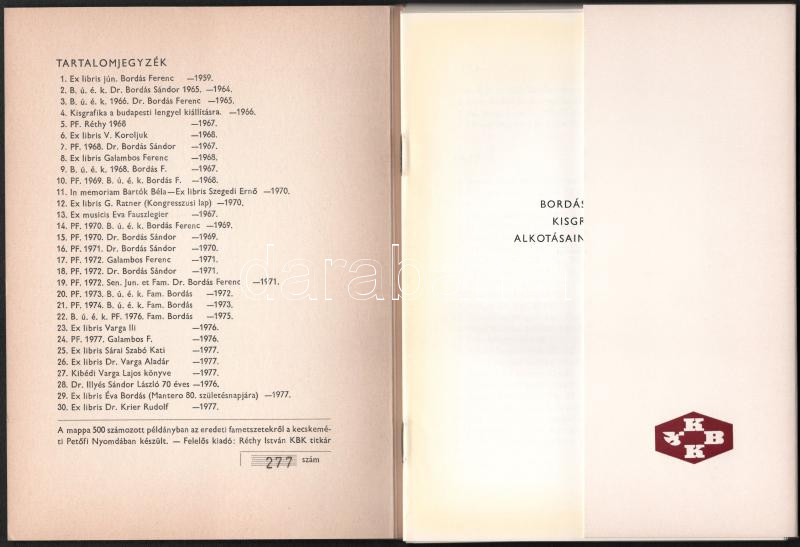 TARTALOMJEGYZÉK
1. Ex libris jún. Bordás Ferenc —1959.
2. B. ú. é. k. Dr. Bordás Sándor 1965. —1964.
3. B. ú. é. k. 1966. Dr. Bordás Ferenc —1965.
4. Kisgrafika a budapesti lengyel kiállításra. —1966.
5. PF. Réthy 1968 —1967.
6. Ex libris V. Koroljuk —1968.
7. PF. 1968. Dr. Bordás Sándor —1967.
8. Ex libris Galambos Ferenc —1968.
9. B. ú. é. k. 1968. Bordás F. —1967.
10. PF. 1969. B. ú. é. k. Bordás F. —1968.
11. In memoriam Bartók Béla—Ex libris Szegedi Ernő —1970.
12. Ex libris G. Ratner (Kongresszusi lap) —1970.
13. Ex musicis Eva Fauszlegier —1967.
14. PF. 1970. B. ú. é. k. Bordás Ferenc —1969.
15. PF. 1970. Dr. Bordás Sándor —1969.
16. PF. 1971. Dr. Bordás Sándor —1970.
17. PF. 1972. Galambos Ferenc —1971.
18. PF. 1972. Dr. Bordás Sándor —1971.
19. PF. 1972. Sen. Jun. et Fam. Dr. Bordás Ferenc —1971.
20. PF. 1973. B. ú. é. k. Fam. Bordás —1972.
21. PF. 1974. B. ú. é. k. Fam. Bordás —1973.
22. B. ú. é. k. PF. 1976. Fam. Bordás —1975.
23. Ex libris Varga Ili —1976.
24. PF. 1977. Galambos F. —1976.
25. Ex libris Sárai Szabó Kati —1977.
26. Ex libris Dr. Varga Aladár —1977.
27. Kibédi Varga Lajos könyve —1977.
28. Dr. Illyés Sándor László 70 éves —1976.
29. Ex libris Éva Bordás (Mantero 80. születésnapjára) —1977.
30. Ex libris Dr. Krier Rudolf —1977.
A mappa 500 számozott példányban az eredeti fametszetekről a kecskemé-
ti Petőfi Nyomdában készült. — Felelős kiadó: Réthy István KBK titkár
277 szám
BORDÁS
KISGR
ALKOTÁSAIN
K
B
K